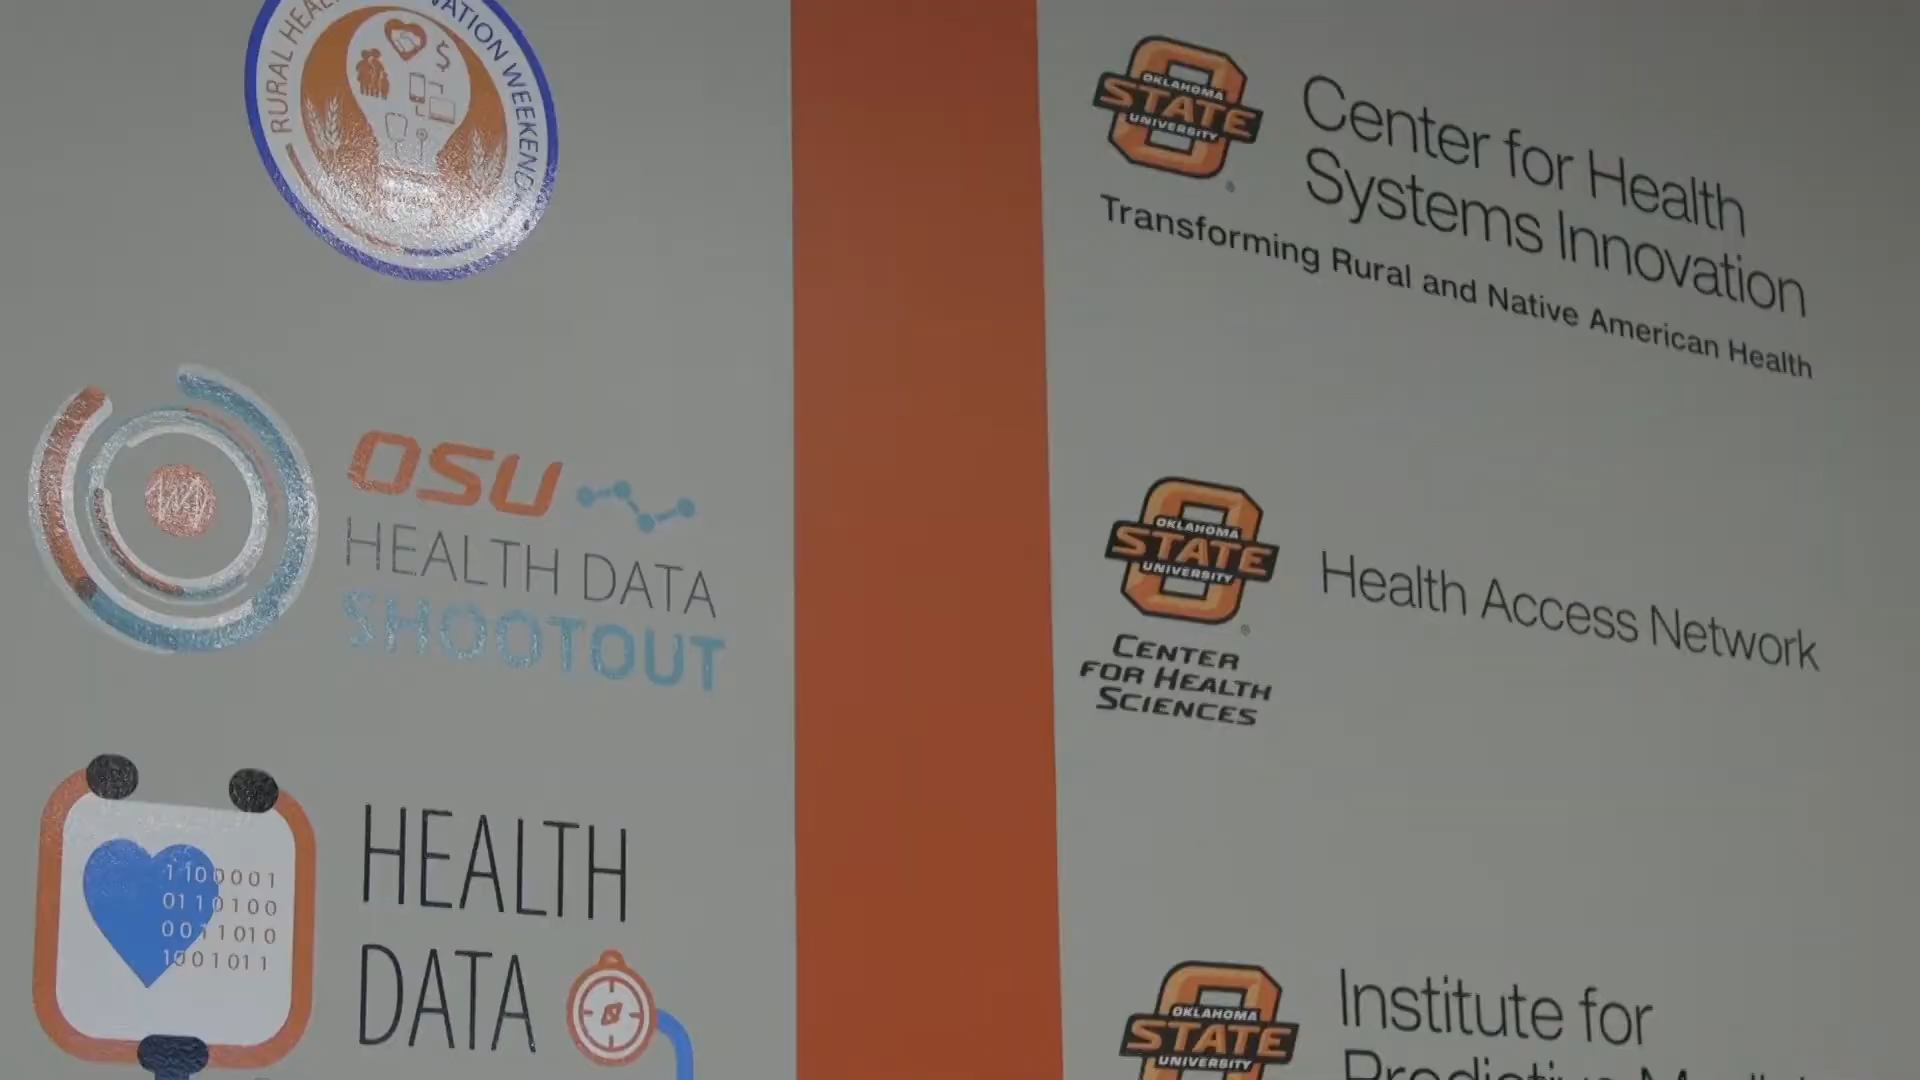 RURAL HEAL
VATION WEEKEND
OSU
HEALTH DATA
SHOOTOUT
1100001
0110100
0011010
1001011
HEALTH
DATA
OKLAHOMA
STATE
UNIVERSITY
Center for Health
Systems Innovation
Transforming Rural and Native American Health
OKLAHOMA
STATE
UNIVERSITY
CENTER
FOR HEALTH
SCIENCES
Health Access Network
OKLAHOMA
STATE
UNIVERSITY
Institute for
Predictive